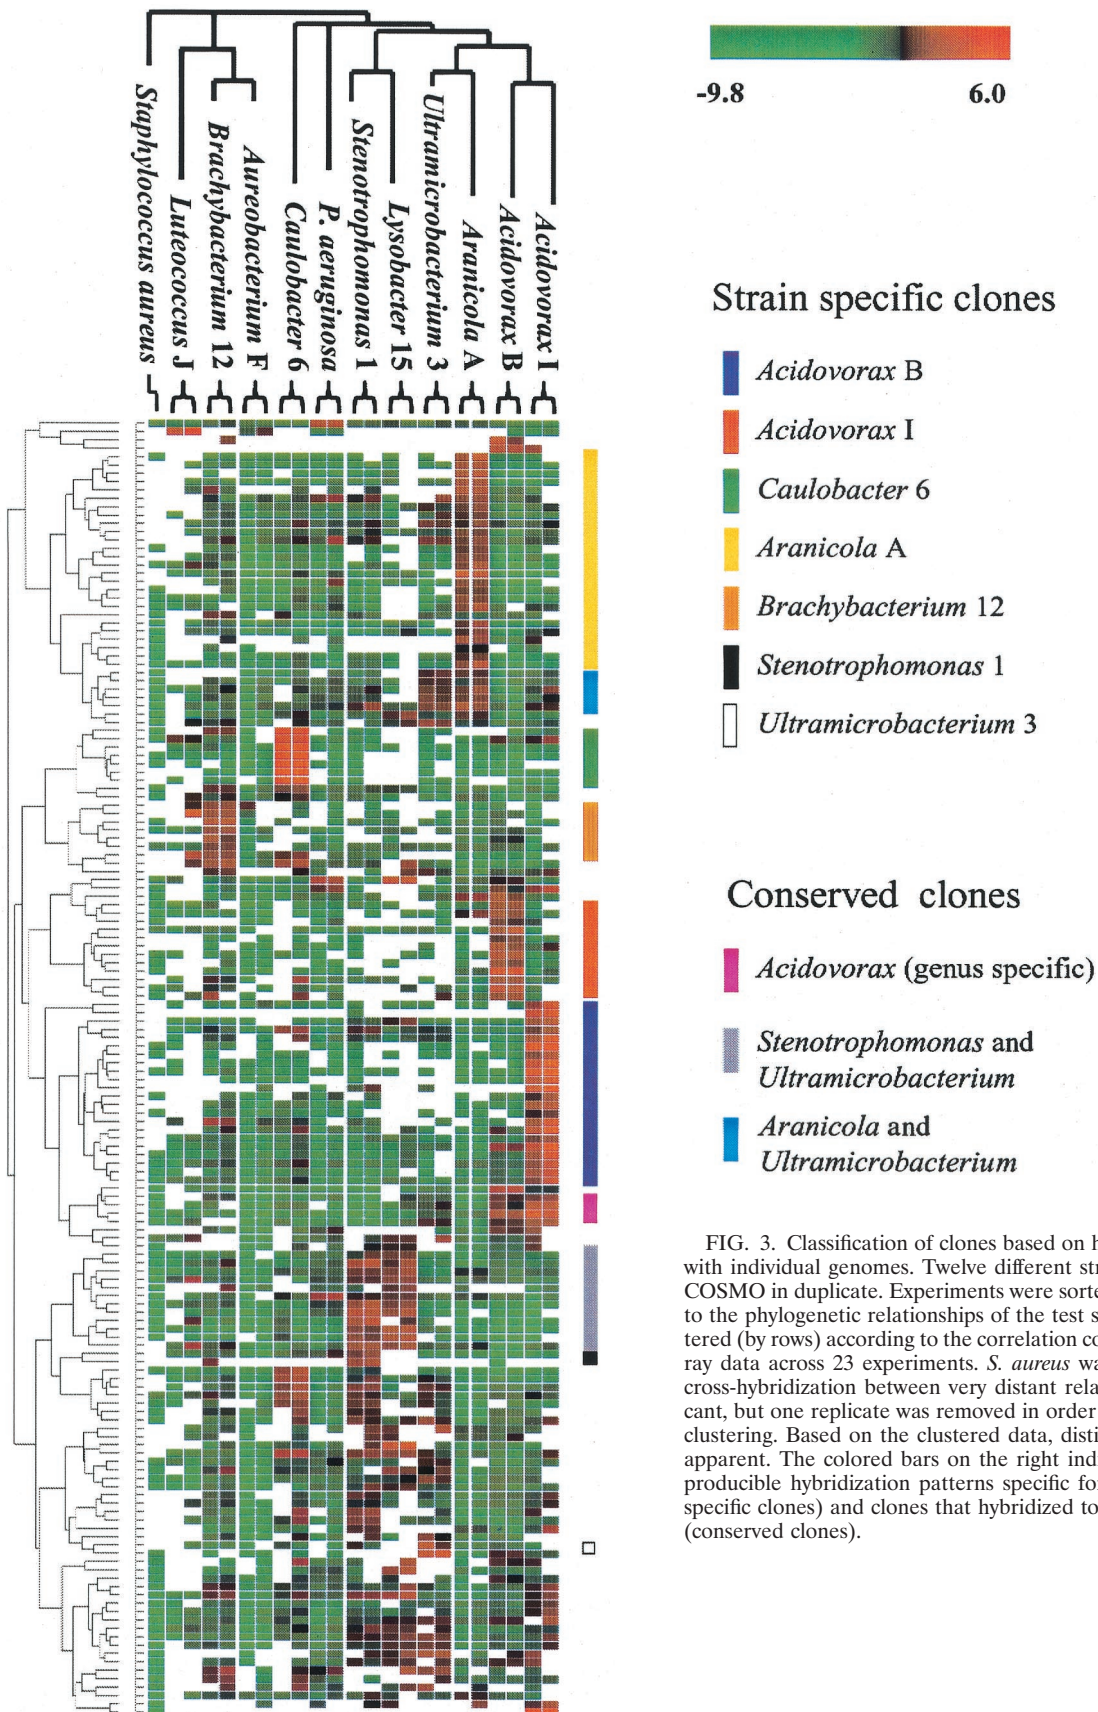 Staphylococcus aureus
Luteococcus J
Brachybacterium 12
Aureobacterium F
Caulobacter 6
P. aeruginosa
Stenotrophomonas 1
Lysobacter 15
Ultramicrobacterium 3
Aranicola A
Acidovorax B
Acidovorax I
-9.8
6.0
Strain specific clones
Acidovorax B
Acidovorax I
Caulobacter 6
Aranicola A
Brachybacterium 12
Stenotrophomonas 1
Ultramicrobacterium 3
Conserved clones
Acidovorax (genus specific)
Stenotrophomonas and
Ultramicrobacterium
Aranicola and
Ultramicrobacterium
FIG. 3. Classification of clones based on h
with individual genomes. Twelve different str
COSMO in duplicate. Experiments were sorte
to the phylogenetic relationships of the test s
tered (by rows) according to the correlation co
ray data across 23 experiments. S. aureus wa
cross-hybridization between very distant rela
cant, but one replicate was removed in order
clustering. Based on the clustered data, disti
apparent. The colored bars on the right indi
producible hybridization patterns specific for
specific clones) and clones that hybridized to
(conserved clones).